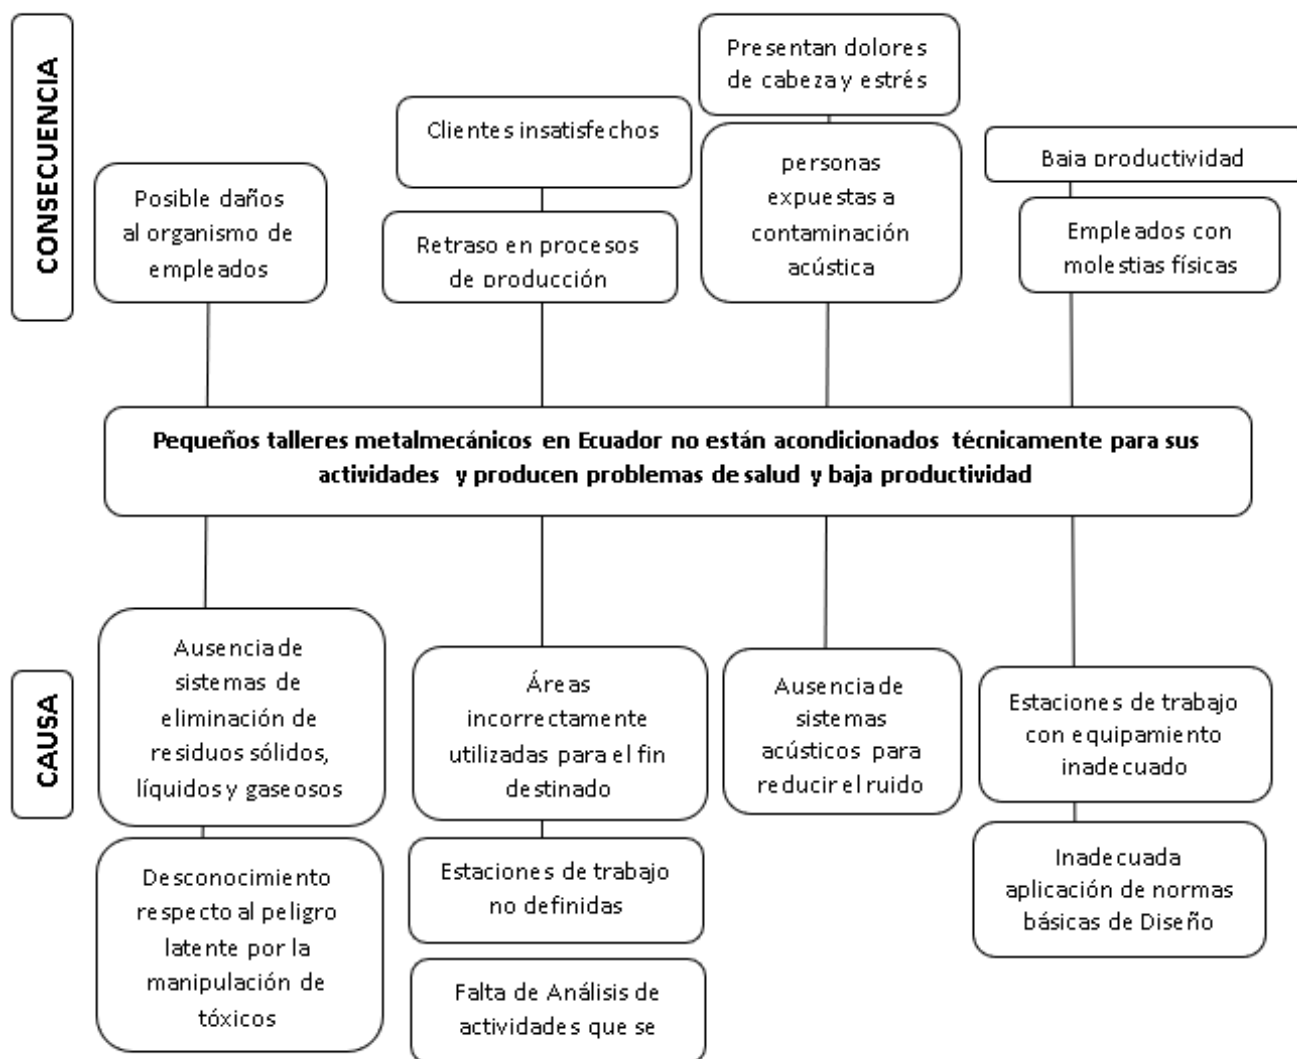 CONSECUENCIA
Posible daños
al organismo de
empleados
Clientes insatisfechos
Retraso en procesos
de producción
Presentan dolores
de cabeza y estrés
personas
expuestas a
contaminación
acústica
Baja productividad
Empleados con
molestias físicas
Pequeños talleres metalmecánicos en Ecuador no están acondicionados técnicamente para sus
actividades y producen problemas de salud y baja productividad
CAUSA
Ausencia de
sistemas de
eliminación de
residuos sólidos,
líquidos y gaseosos
Desconocimiento
respecto al peligro
latente por la
manipulación de
tóxicos
Áreas
incorrectamente
utilizadas para el fin
destinado
Estaciones de trabajo
no definidas
Falta de Análisis de
actividades que se
Ausencia de
sistemas
acústicos para
reducir el ruido
Estaciones de trabajo
con equipamiento
inadecuado
Inadecuada
aplicación de normas
básicas de Diseño